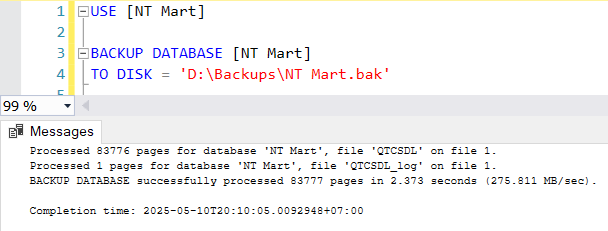 1 USE [NT Mart]
2
3 BACKUP DATABASE [NT Mart]
4 TO DISK = 'D:\Backups\NT Mart.bak'
99 %
Messages
Processed 83776 pages for database 'NT Mart', file 'QTCSDL' on file 1.
Processed 1 pages for database 'NT Mart', file 'QTCSDL_log' on file 1.
BACKUP DATABASE successfully processed 83777 pages in 2.373 seconds (275.811 MB/sec).
Completion time: 2025-05-10T20:10:05.0092948+07:00